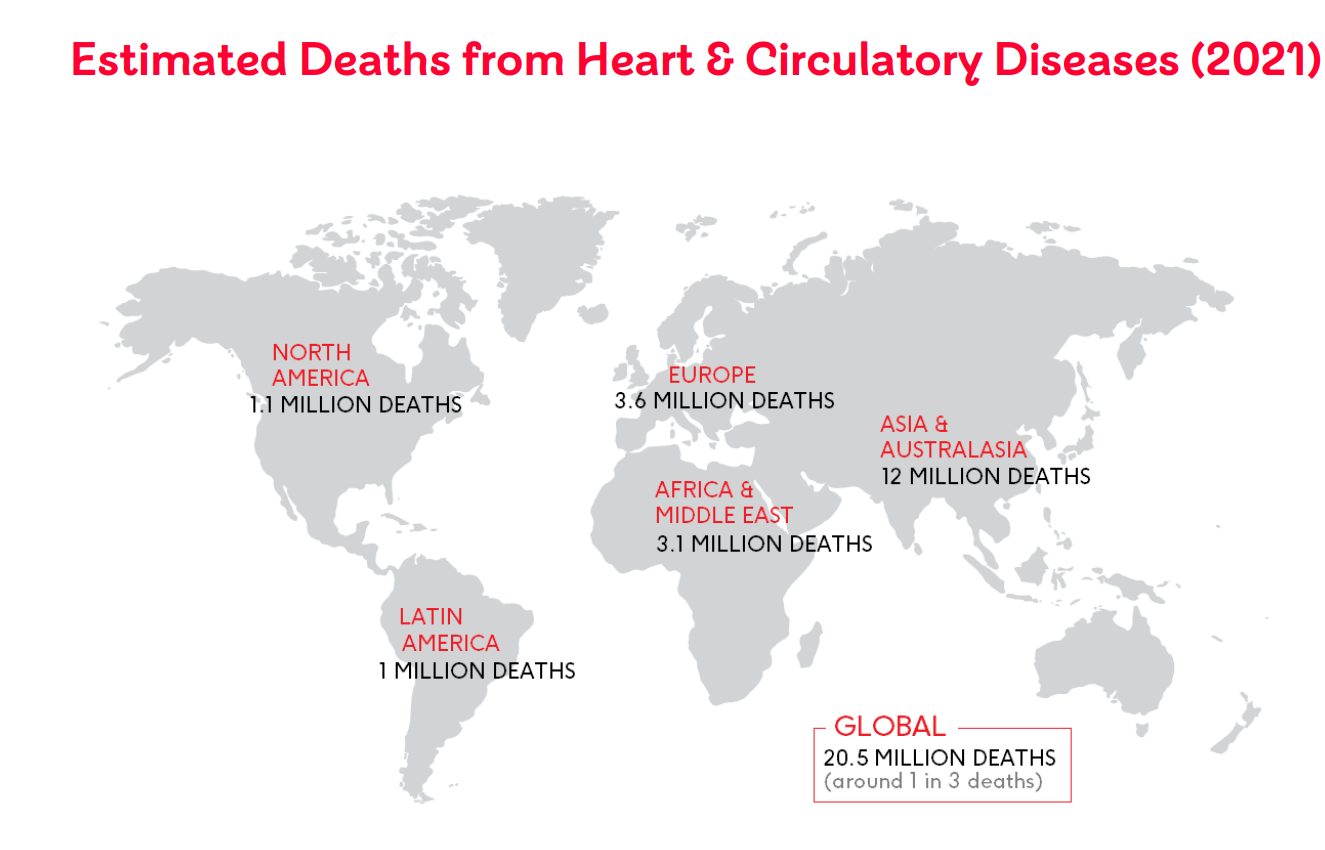 Estimated Deaths from Heart & Circulatory Diseases (2021)
NORTH
AMERICA
1.1 MILLION DEATHS
EUROPE
3.6 MILLION DEATHS
ASIA &
AUSTRALASIA
12 MILLION DEATHS
AFRICA &
MIDDLE EAST
3.1 MILLION DEATHS
LATIN
AMERICA
1 MILLION DEATHS
GLOBAL
20.5 MILLION DEATHS
(around 1 in 3 deaths)